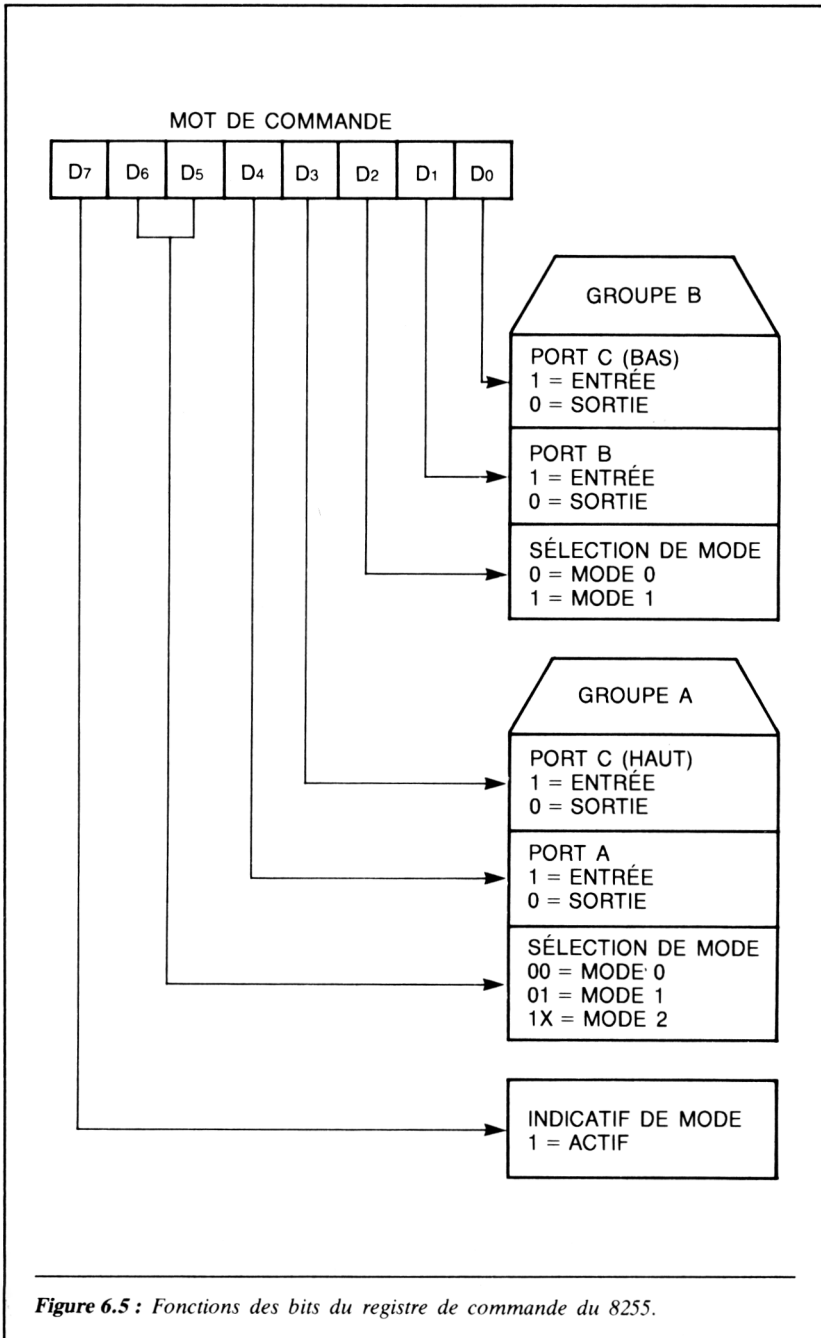 MOT DE COMMANDE
D7 D6 D5 D4 D3 D2 D1 D0
GROUPE B
PORT C (BAS)
1 = ENTRÉE
0 = SORTIE
PORT B
1 = ENTRÉE
0 = SORTIE
SÉLECTION DE MODE
0 = MODE 0
1 = MODE 1
GROUPE A
PORT C (HAUT)
1 = ENTRÉE
0 = SORTIE
PORT A
1 = ENTRÉE
0 = SORTIE
SÉLECTION DE MODE
00 = MODE 0
01 = MODE 1
1X = MODE 2
INDICATIF DE MODE
1 = ACTIF
Figure 6.5 : Fonctions des bits du registre de commande du 8255.